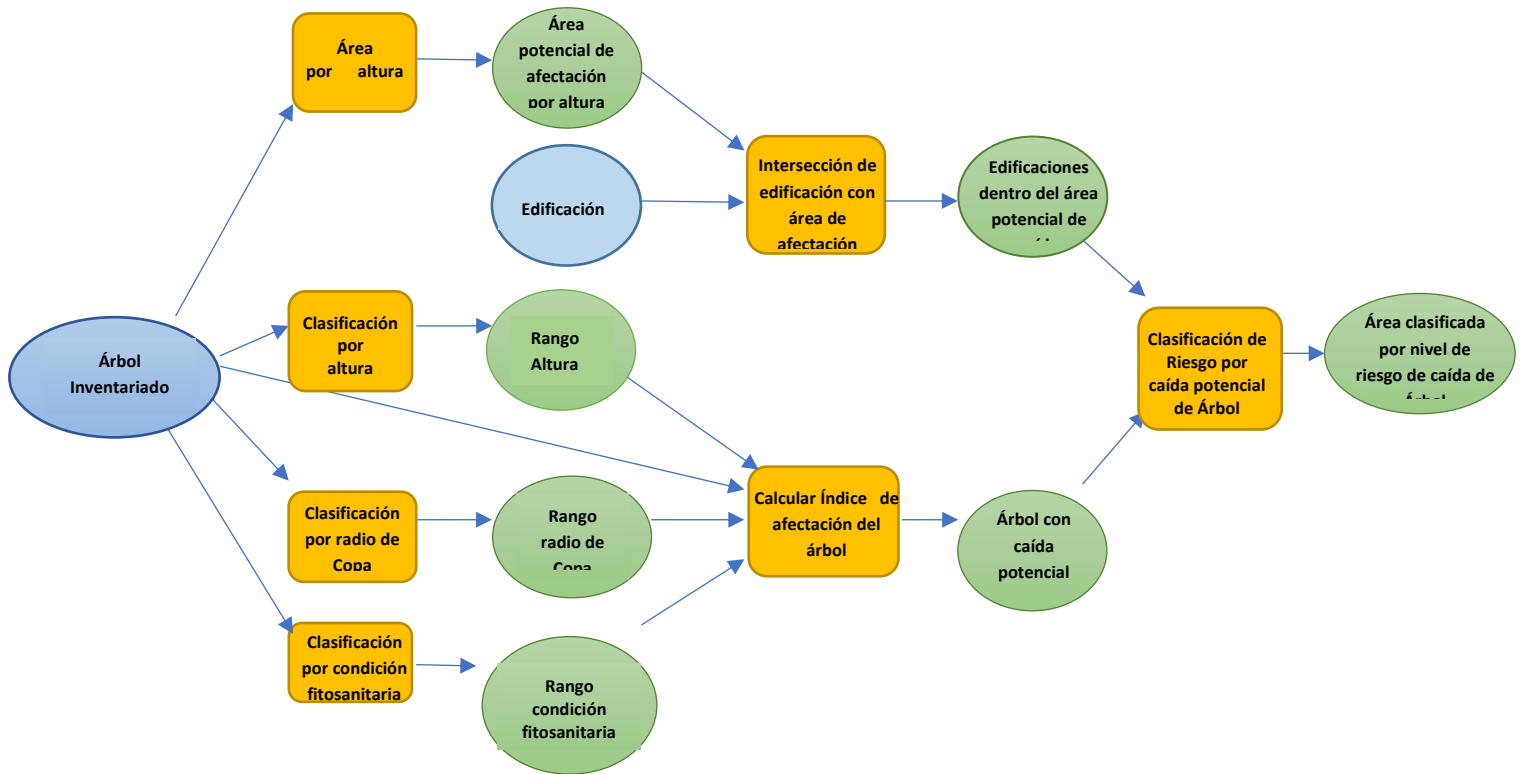 Área
por altura
Área
potencial de
afectación
por altura
Edificación
Intersección de
edificación con
área de
afectación
Edificaciones
dentro del área
potencial de
Árbol
Inventariado
Clasificación
por
altura
Rango
Altura
Clasificación de
Riesgo por
caída potencial
de Árbol
Área clasificada
por nivel de
riesgo de caída de
Árbol
Clasificación
por radio de
Copa
Rango
radio de
Copa
Calcular Índice de
afectación del
árbol
Árbol con
caída
potencial
Clasificación
por condición
fitosanitaria
Rango
condición
fitosanitaria